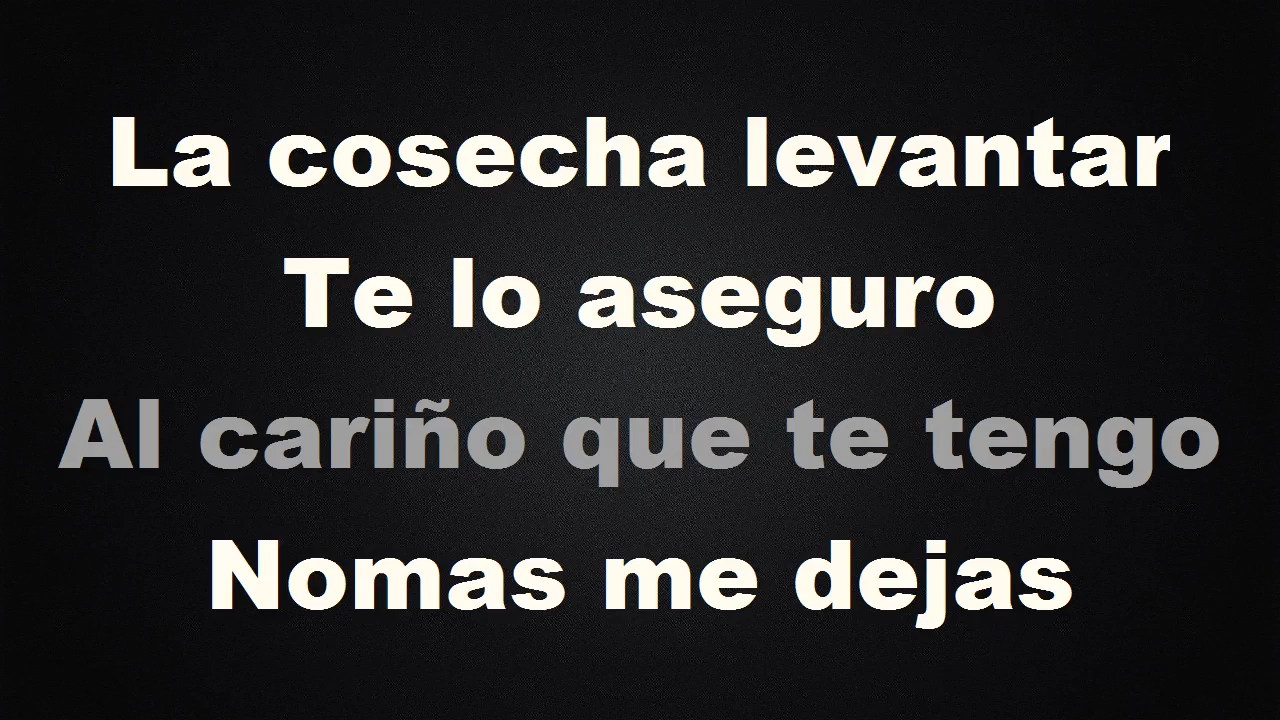 La cosecha levantar
Te lo aseguro
Al cariño que te tengo
Nomas me dejas